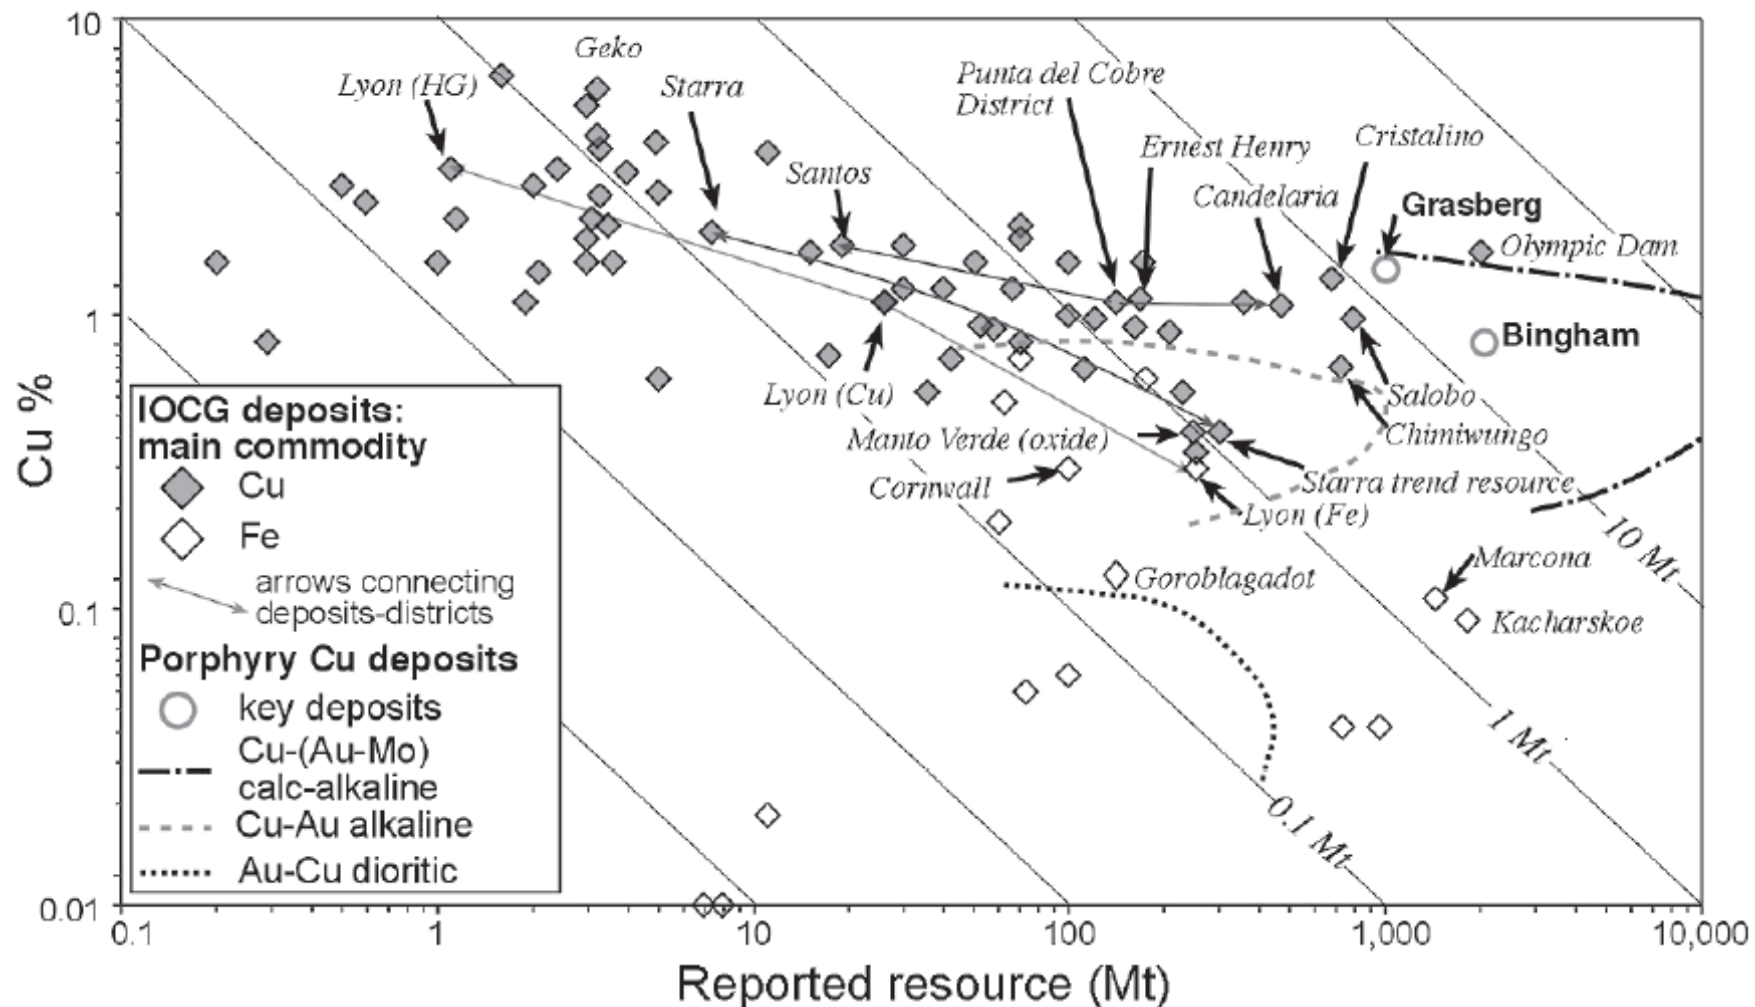 10
1
0.1
0.01
Cu %
Geko
Lyon (HG)
Starra
Santos
Punta del Cobre
District
Ernest Henry
Cristalino
Candelaria
Grasberg
Olympic Dam
Bingham
Lyon (Cu)
Salobo
Chimiwungo
Manto Verde (oxide)
Cornwall
Starra trend resource
Lyon (Fe)
10 Mt
Marcona
Goroblagadot
Kacharskoe
1 Mt
0.1 Mt
IOCG deposits:
main commodity
Cu
Fe
arrows connecting
deposits-districts
Porphyry Cu deposits
key deposits
Cu-(Au-Mo)
calc-alkaline
Cu-Au alkaline
Au-Cu dioritic
0.1
1
10
100
1,000
10,000
Reported resource (Mt)